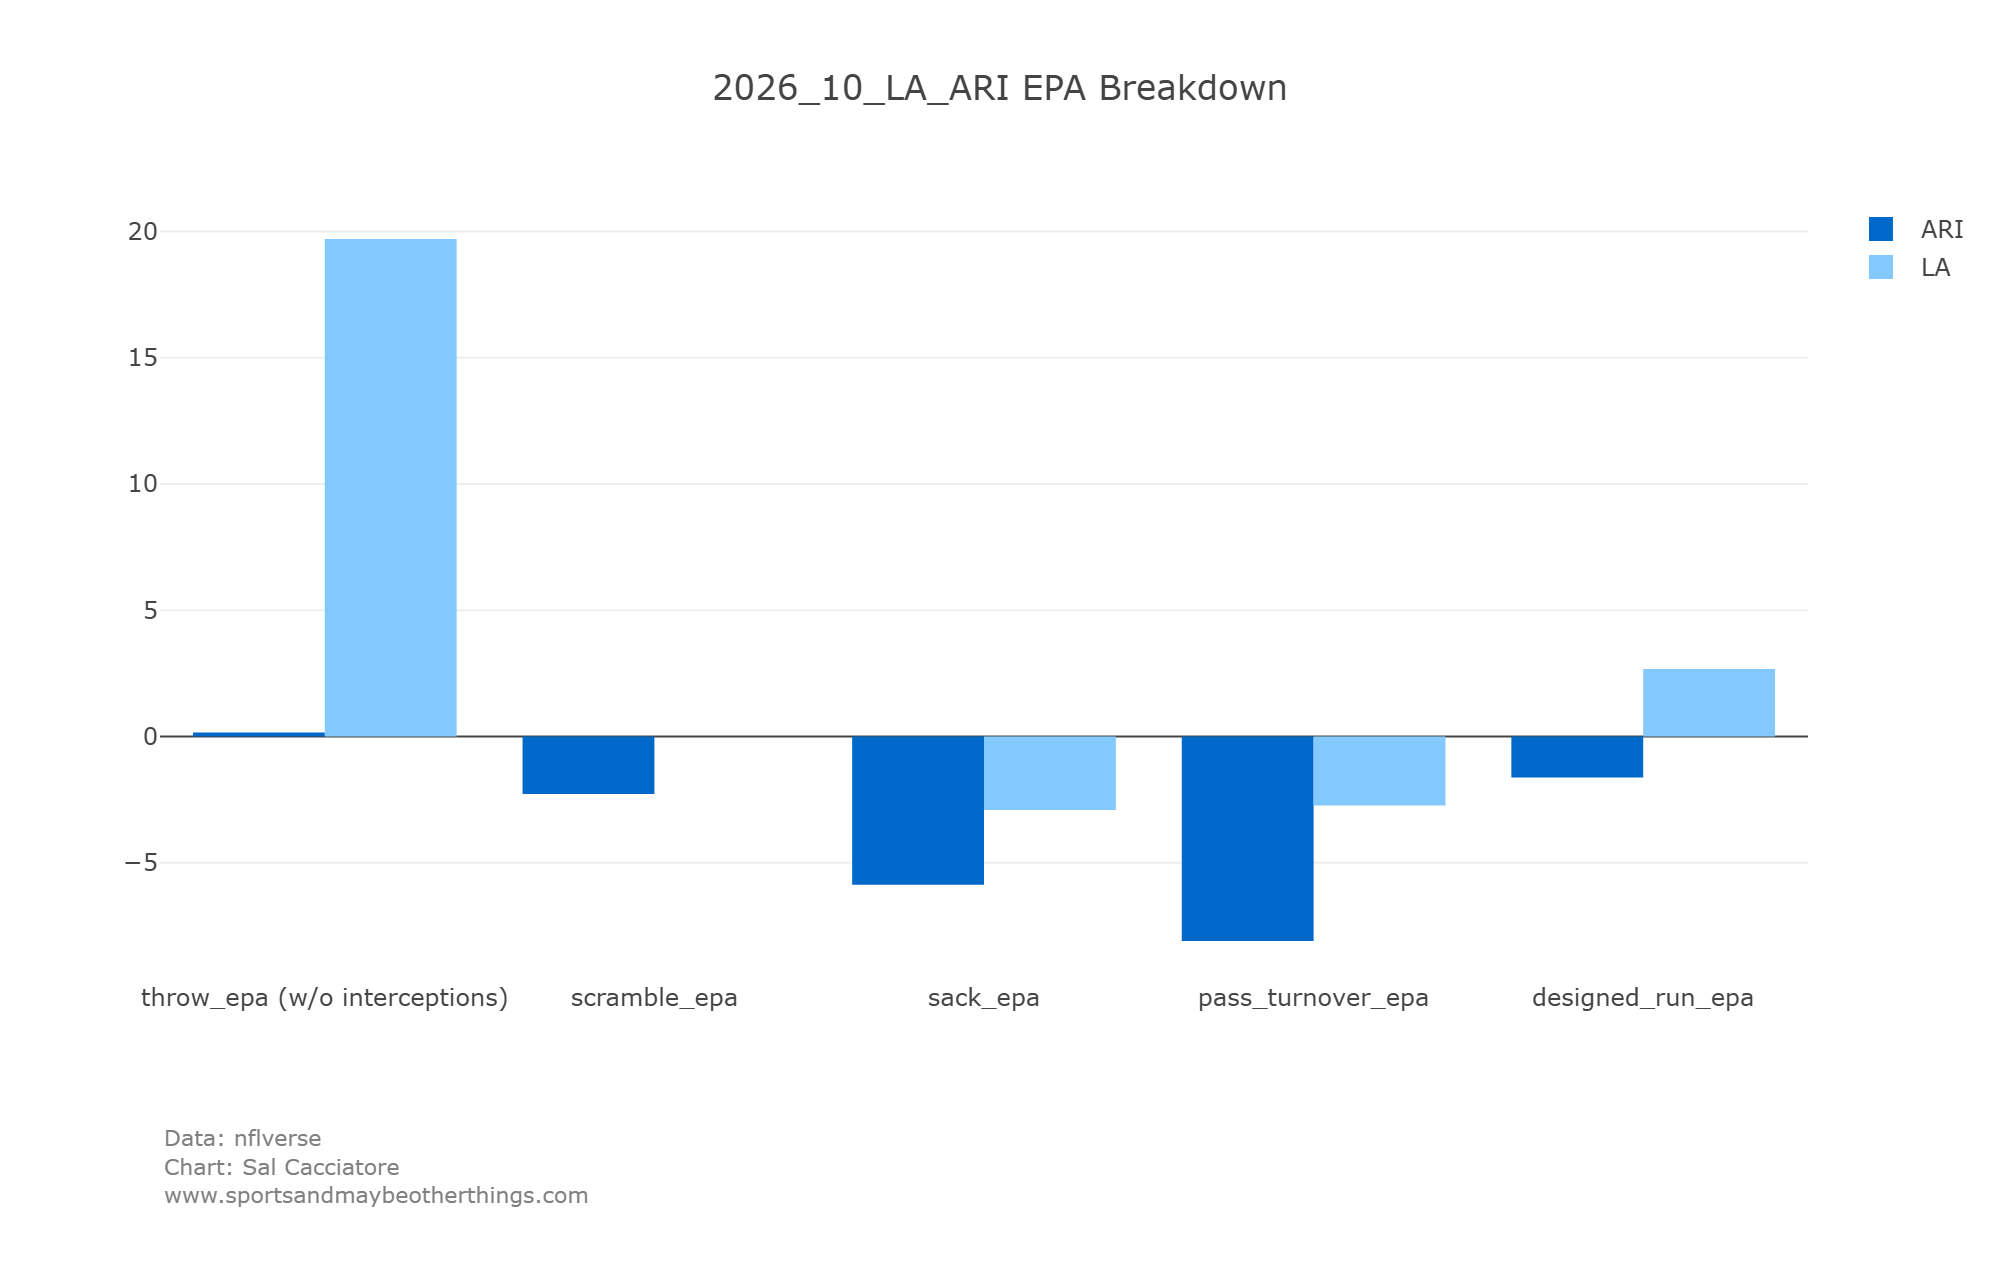 2026_10_LA_ARI EPA Breakdown
ARI
LA
20
15
10
5
0
−5
throw_epa (w/o interceptions)
scramble_epa
sack_epa
pass_turnover_epa
designed_run_epa
Data: nflverse
Chart: Sal Cacciatore
www.sportsandmaybeotherthings.com